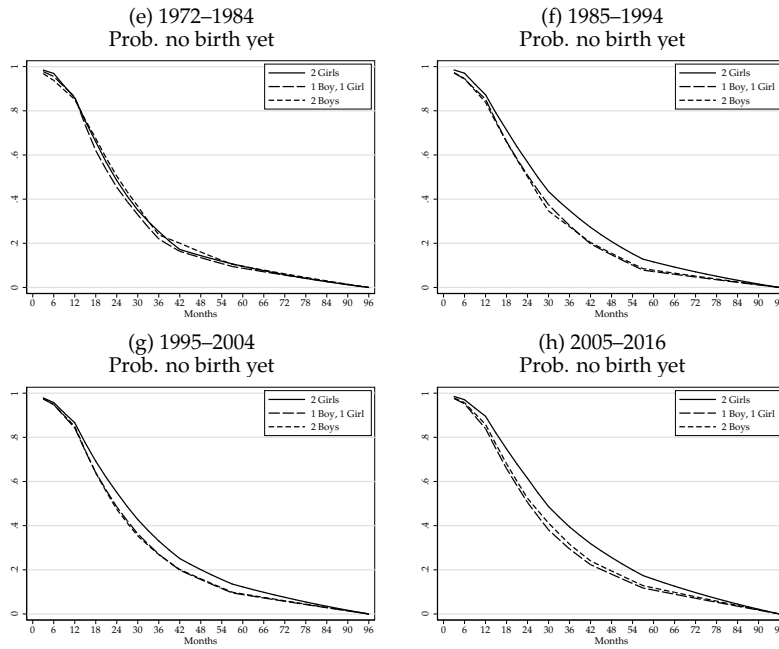 (e) 1972–1984
Prob. no birth yet
1
.8
.6
.4
.2
0
2 Girls
1 Boy, 1 Girl
2 Boys
0 6 12 18 24 30 36 42 48 54 60 66 72 78 84 90 96
Months
(f) 1985–1994
Prob. no birth yet
1
.8
.6
.4
.2
0
2 Girls
1 Boy, 1 Girl
2 Boys
0 6 12 18 24 30 36 42 48 54 60 66 72 78 84 90 96
Months
(g) 1995–2004
Prob. no birth yet
1
.8
.6
.4
.2
0
2 Girls
1 Boy, 1 Girl
2 Boys
0 6 12 18 24 30 36 42 48 54 60 66 72 78 84 90 96
Months
(h) 2005–2016
Prob. no birth yet
1
.8
.6
.4
.2
0
2 Girls
1 Boy, 1 Girl
2 Boys
0 6 12 18 24 30 36 42 48 54 60 66 72 78 84 90 96
Months